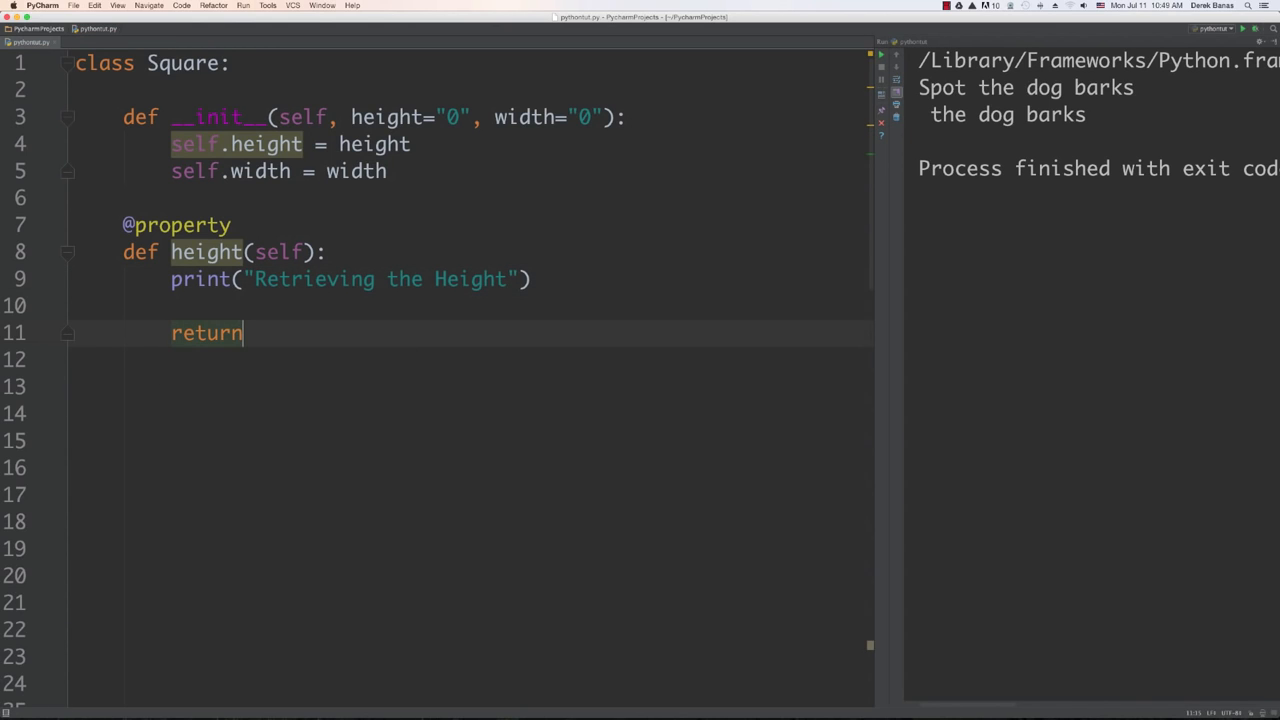 PyCharm File Edit View Navigate Code Refactor Run Tools VCS Window Help
10 Mon Jul 11 10:49 AM Derek Banas
pythontut.py - PycharmProjects - [~/PycharmProjects]
PycharmProjects pythontut.py
pythontut
pythontut.py
Run pythontut
1 class Square:
2
3 def __init__(self, height="0", width="0"):
4 self.height = height
5 self.width = width
6
7 @property
8 def height(self):
9 print("Retrieving the Height")
10
11 return
12
13
14
15
16
17
18
19
20
21
22
23
24
/Library/Frameworks/Python.fra
Spot the dog barks
the dog barks
Process finished with exit cod
11:15 LF÷ UTF-8